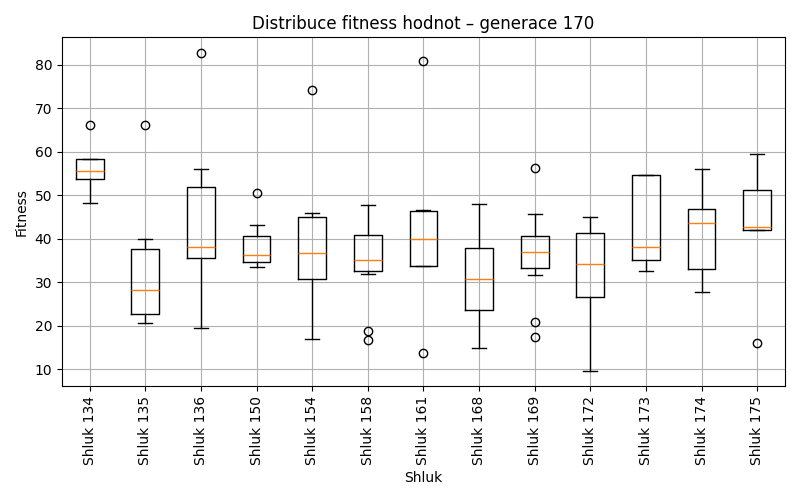 Distribuce fitness hodnot – generace 170
Fitness
80
70
60
50
40
30
20
10
Shluk 134
Shluk 135
Shluk 136
Shluk 150
Shluk 154
Shluk 158
Shluk 161
Shluk 168
Shluk 169
Shluk 172
Shluk 173
Shluk 174
Shluk 175
Shluk